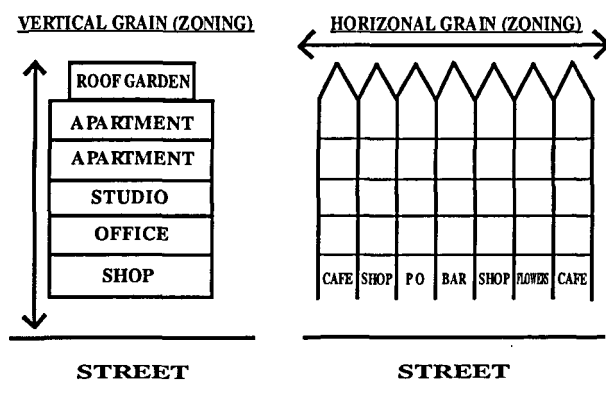 VERTICAL GRAIN (ZONING)
ROOF GARDEN
APARTMENT
APARTMENT
STUDIO
OFFICE
SHOP
STREET
HORIZONAL GRAIN (ZONING)
CAFE SHOP PO BAR SHOP FLOWERS CAFE
STREET